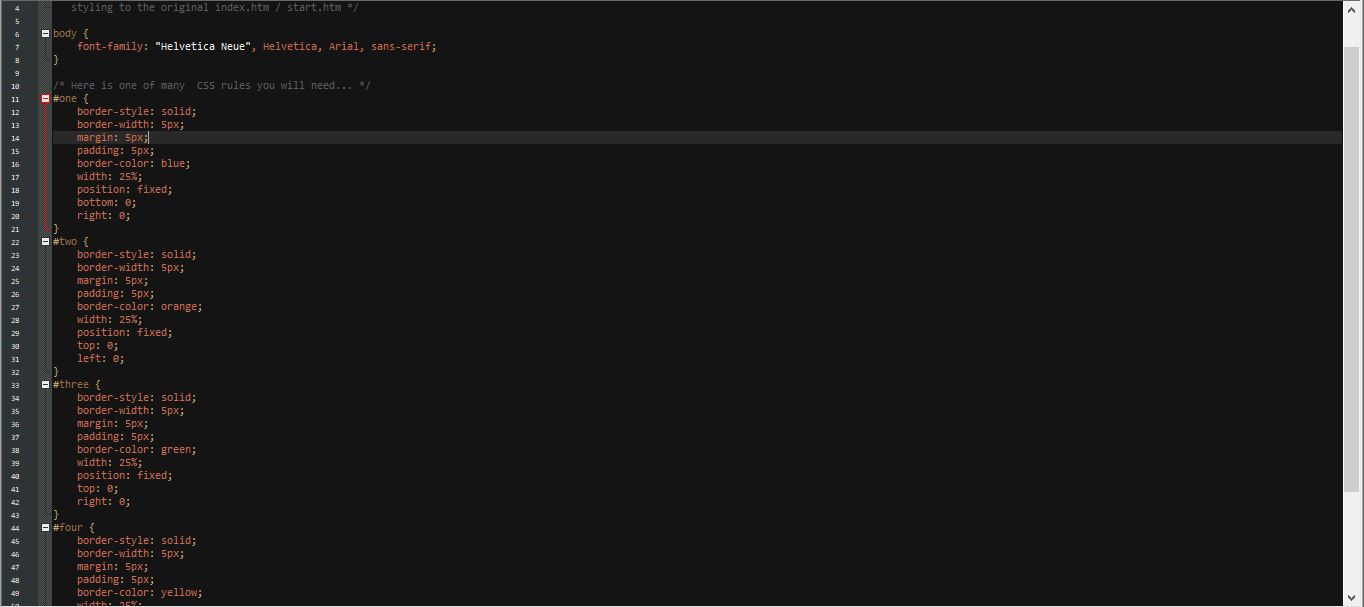 4 styling to the original index.htm / start.htm */
5
6 body {
7 font-family: "Helvetica Neue", Helvetica, Arial, sans-serif;
8 }
9
10 /* Here is one of many  CSS rules you will need... */
11 #one {
12 border-style: solid;
13 border-width: 5px;
14 margin: 5px;
15 padding: 5px;
16 border-color: blue;
17 width: 25%;
18 position: fixed;
19 bottom: 0;
20 right: 0;
21 }
22 #two {
23 border-style: solid;
24 border-width: 5px;
25 margin: 5px;
26 padding: 5px;
27 border-color: orange;
28 width: 25%;
29 position: fixed;
30 top: 0;
31 left: 0;
32 }
33 #three {
34 border-style: solid;
35 border-width: 5px;
36 margin: 5px;
37 padding: 5px;
38 border-color: green;
39 width: 25%;
40 position: fixed;
41 top: 0;
42 right: 0;
43 }
44 #four {
45 border-style: solid;
46 border-width: 5px;
47 margin: 5px;
48 padding: 5px;
49 border-color: yellow;
50 width: 25%;